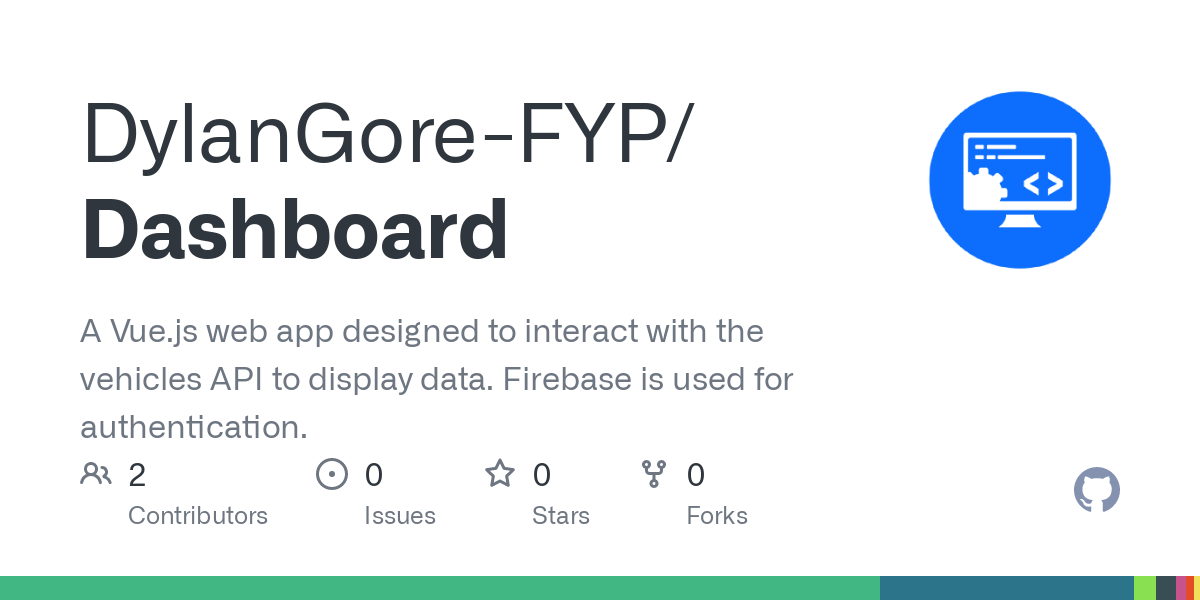 DylanGore-FYP/
Dashboard
A Vue.js web app designed to interact with the
vehicles API to display data. Firebase is used for
authentication.
2 0 0 0
Contributors Issues Stars Forks